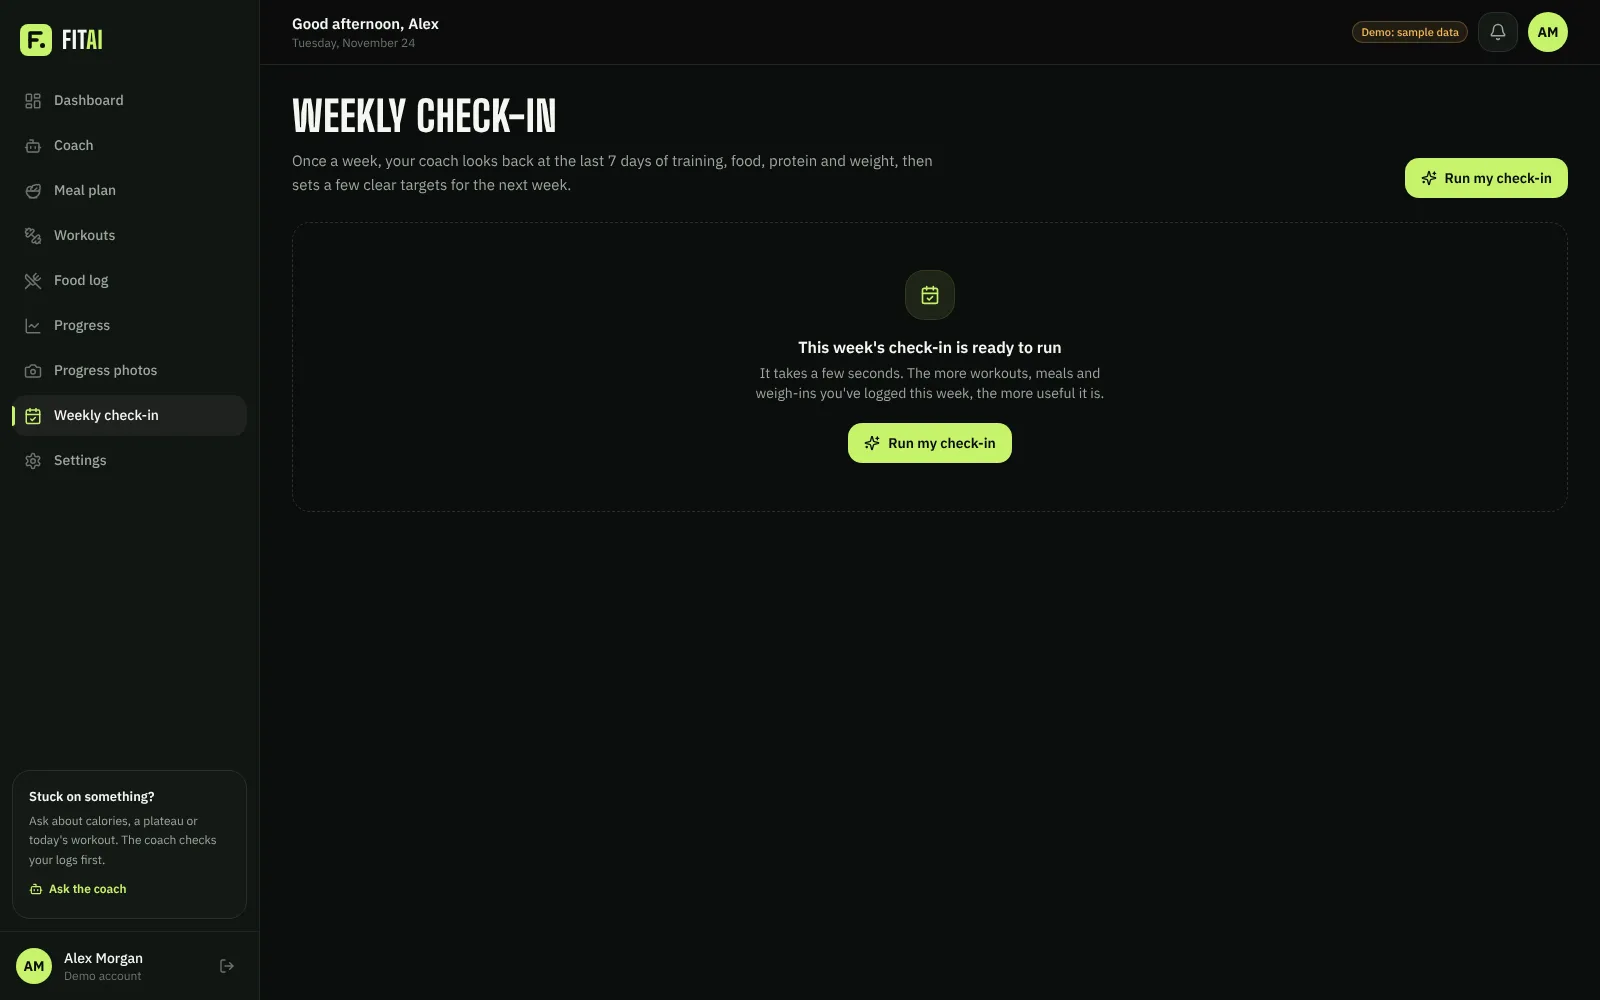 F.
FITAI
Dashboard
Coach
Meal plan
Workouts
Food log
Progress
Progress photos
Weekly check-in
Settings
Stuck on something?
Ask about calories, a plateau or
today's workout. The coach checks
your logs first.
Ask the coach
AM
Alex Morgan
Demo account
Good afternoon, Alex
Tuesday, November 24
Demo: sample data
AM
WEEKLY CHECK-IN
Once a week, your coach looks back at the last 7 days of training, food, protein and weight, then
sets a few clear targets for the next week.
Run my check-in
This week's check-in is ready to run
It takes a few seconds. The more workouts, meals and
weigh-ins you've logged this week, the more useful it is.
Run my check-in